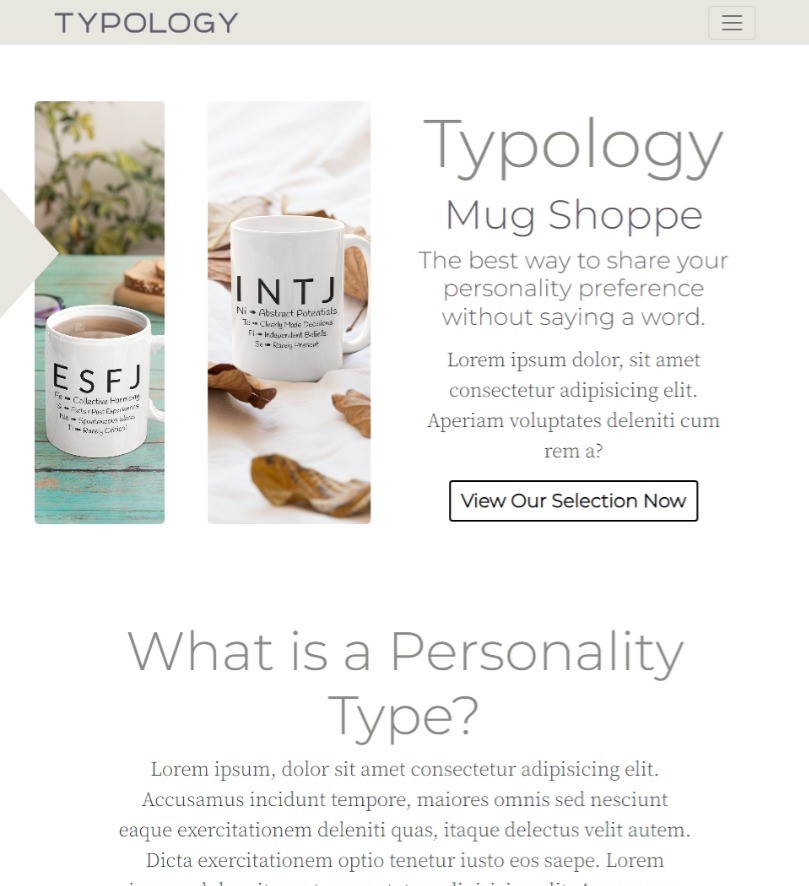 TYPOLOGY
ESFJ
Fe ➠ Collective Harmony
Si ➠ Facts & Past Experiences
Ne ➠ Spontaneous Ideas
Ti ➠ Rarely Critical
INTJ
Ni ➠ Abstract Potentials
Te ➠ Clearly Made Decisions
Fi ➠ Independent Beliefs
Se ➠ Rarely Present
Typology
Mug Shoppe
The best way to share your
personality preference
without saying a word.
Lorem ipsum dolor, sit amet
consectetur adipisicing elit.
Aperiam voluptates deleniti cum
rem a?
View Our Selection Now
What is a Personality
Type?
Lorem ipsum, dolor sit amet consectetur adipisicing elit.
Accusamus incidunt tempore, maiores omnis sed nesciunt
eaque exercitationem deleniti quas, itaque delectus velit autem.
Dicta exercitationem optio tenetur iusto eos saepe. Lorem